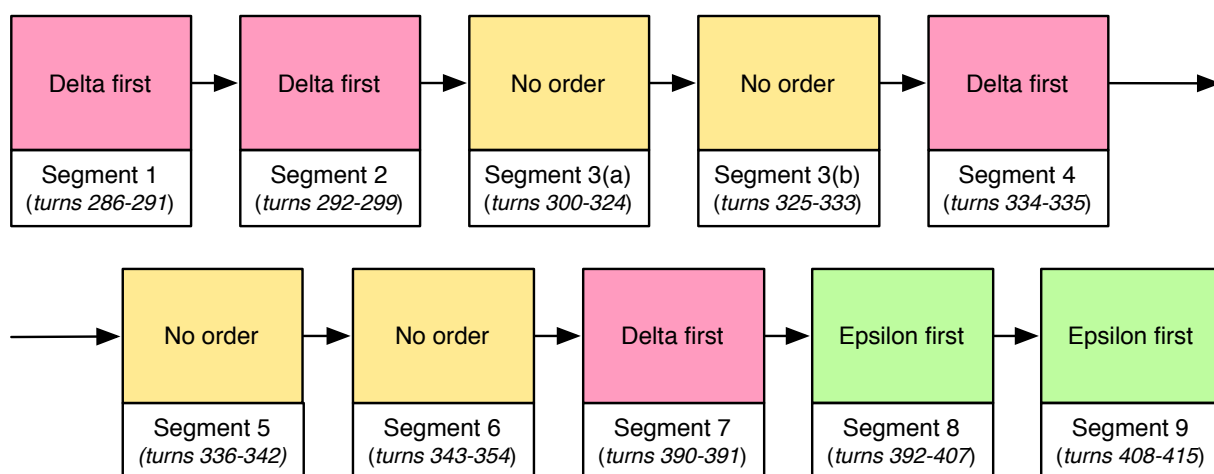 Delta first
Delta first
No order
No order
Delta first
Segment 1
(turns 286-291)
Segment 2
(turns 292-299)
Segment 3(a)
(turns 300-324)
Segment 3(b)
(turns 325-333)
Segment 4
(turns 334-335)
No order
No order
Delta first
Epsilon first
Epsilon first
Segment 5
(turns 336-342)
Segment 6
(turns 343-354)
Segment 7
(turns 390-391)
Segment 8
(turns 392-407)
Segment 9
(turns 408-415)